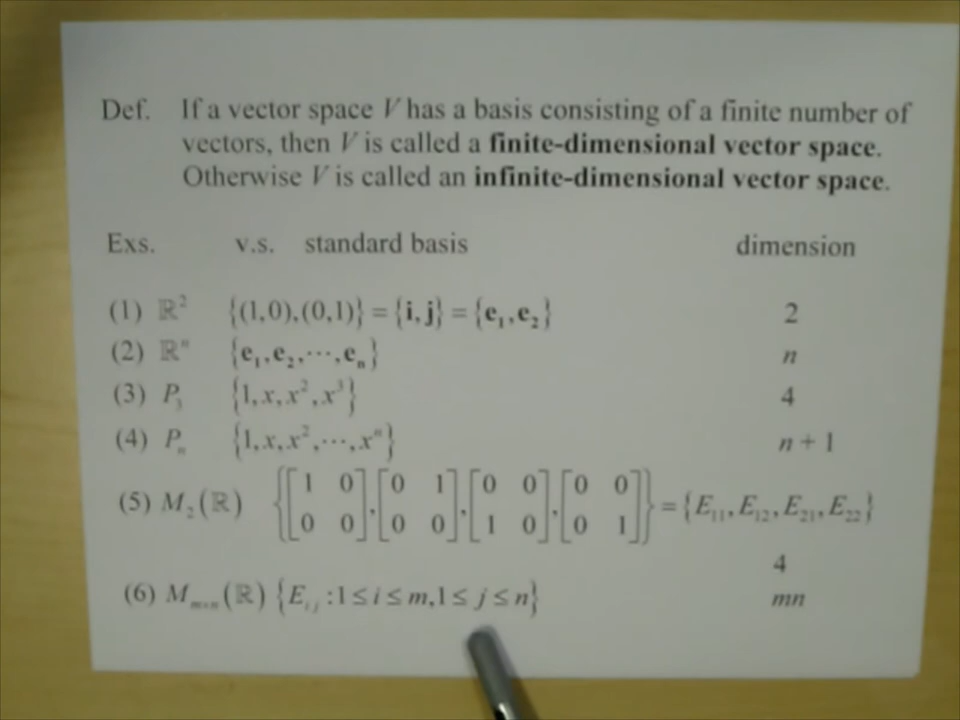 Def. If a vector space V has a basis consisting of a finite number of
vectors, then V is called a finite-dimensional vector space.
Otherwise V is called an infinite-dimensional vector space.
Exs. v.s. standard basis dimension
(1) ℝ² {(1,0),(0,1)} = {i, j} = {e₁,e₂} 2
(2) ℝⁿ {e₁,e₂,⋯,eₙ} n
(3) P₃ {1,x,x²,x³} 4
(4) Pₙ {1,x,x²,⋯,xⁿ} n + 1
(5) M₂(ℝ) {[1 0; 0 0],[0 1; 0 0],[0 0; 1 0],[0 0; 0 1]} = {E₁₁,E₁₂,E₂₁,E₂₂}
4
(6) Mₘ×ₙ(ℝ) {Eᵢⱼ :1≤i≤m,1≤j≤n} mn